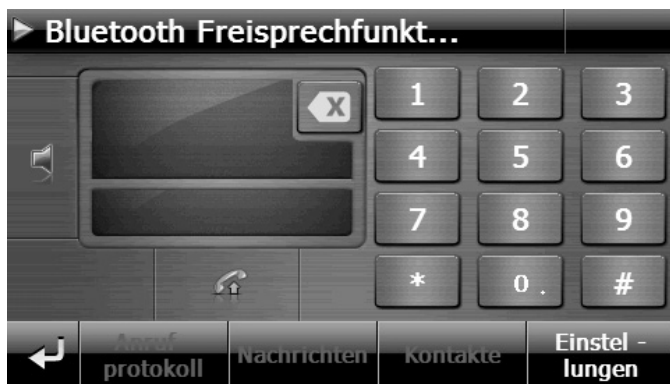 Bluetooth Freisprechfunkt...
1 2 3
4 5 6
7 8 9
* 0 . #
Anruf
protokoll
Nachrichten
Kontakte
Einstel -
lungen